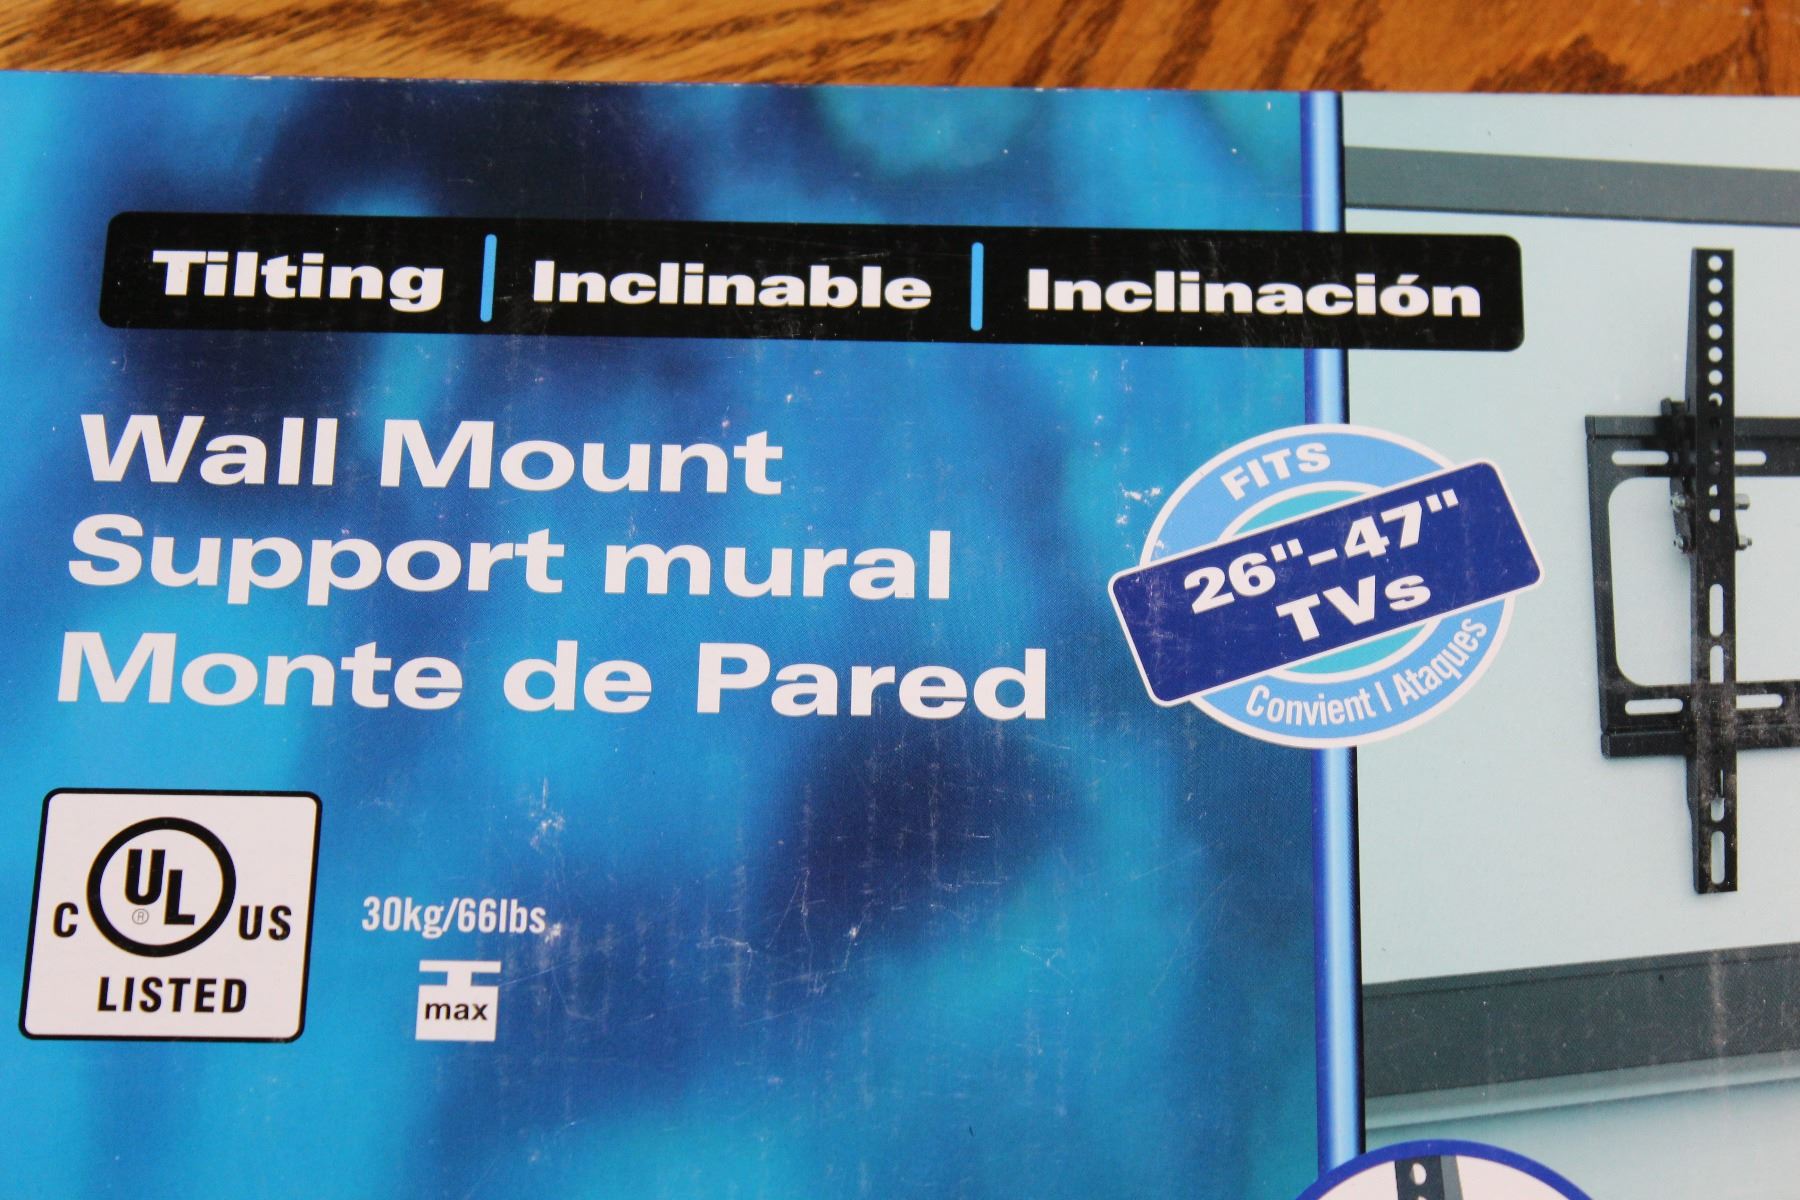 Tilting | Inclinable | Inclinación
Wall Mount
Support mural
Monte de Pared
FITS
26"-47"
TVs
Convient | Ataques
C UL® US
LISTED
30kg/66lbs.
max